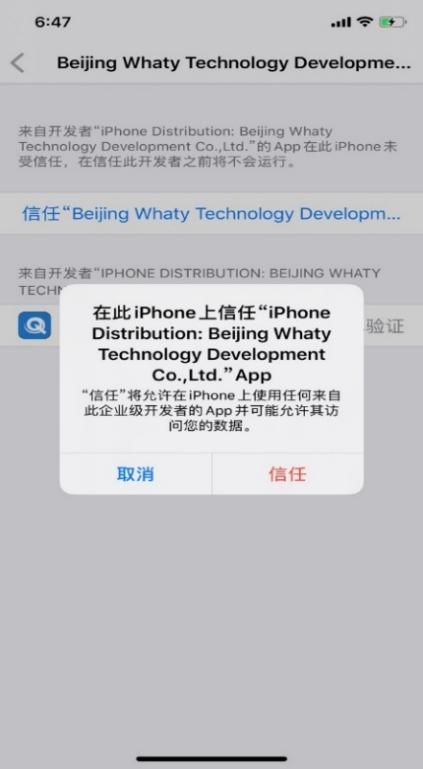 6:47
Beijing Whaty Technology Developme...
来自开发者“iPhone Distribution: Beijing Whaty
Technology Development Co.,Ltd.”的 App 在此 iPhone 未
受信任，在信任此开发者之前将不会运行。
信任“Beijing Whaty Technology Developm...
来自开发者“IPHONE DISTRIBUTION: BEIJING WHATY
TECHN
验证
在此 iPhone 上信任“iPhone
Distribution: Beijing Whaty
Technology Development
Co.,Ltd.”App
“信任”将允许在 iPhone 上使用任何来自
此企业级开发者的 App 并可能允许其访
问您的数据。
取消
信任